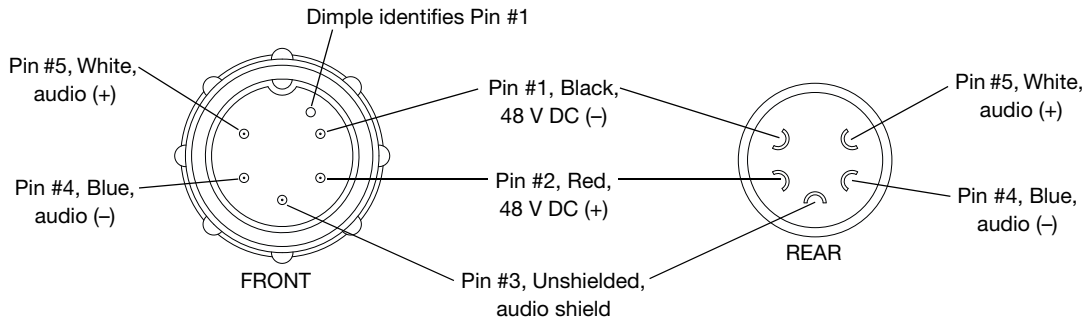 Dimple identifies Pin #1
Pin #5, White,
audio (+)
Pin #1, Black,
48 V DC (–)
Pin #5, White,
audio (+)
Pin #4, Blue,
audio (–)
Pin #2, Red,
48 V DC (+)
Pin #4, Blue,
audio (–)
FRONT
REAR
Pin #3, Unshielded,
audio shield